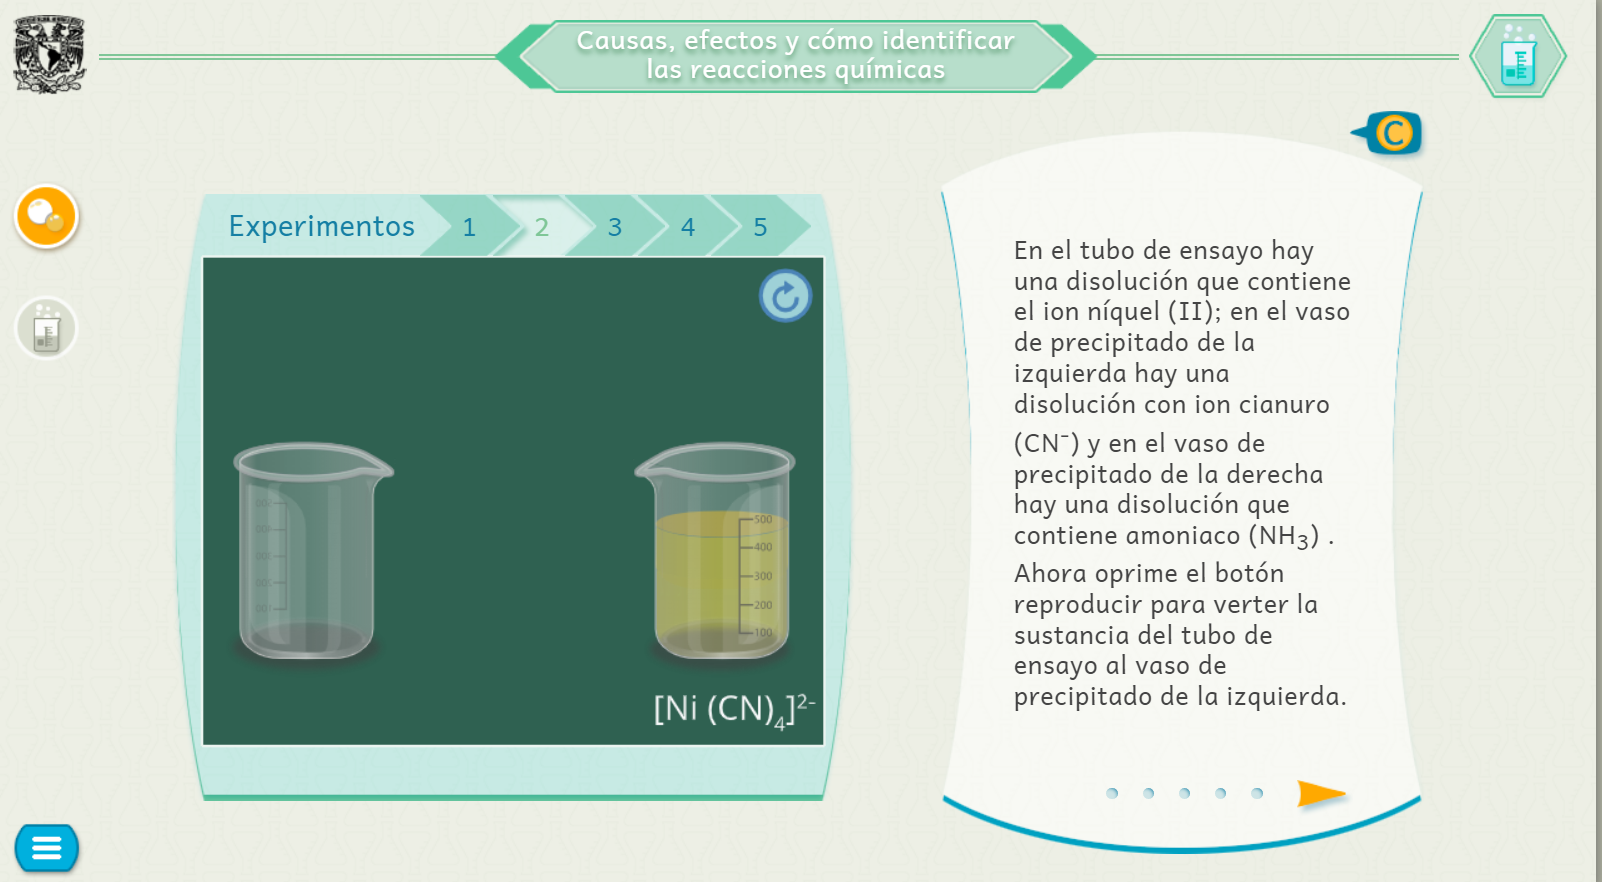 Causas, efectos y cómo identificar
las reacciones químicas
C
Experimentos 1 2 3 4 5
En el tubo de ensayo hay
una disolución que contiene
el ion níquel (II); en el vaso
de precipitado de la
izquierda hay una
disolución con ion cianuro
(CN⁻) y en el vaso de
precipitado de la derecha
hay una disolución que
contiene amoniaco (NH₃) .
Ahora oprime el botón
reproducir para verter la
sustancia del tubo de
ensayo al vaso de
precipitado de la izquierda.
500
400
300
200
100
[Ni (CN)₄]²⁻